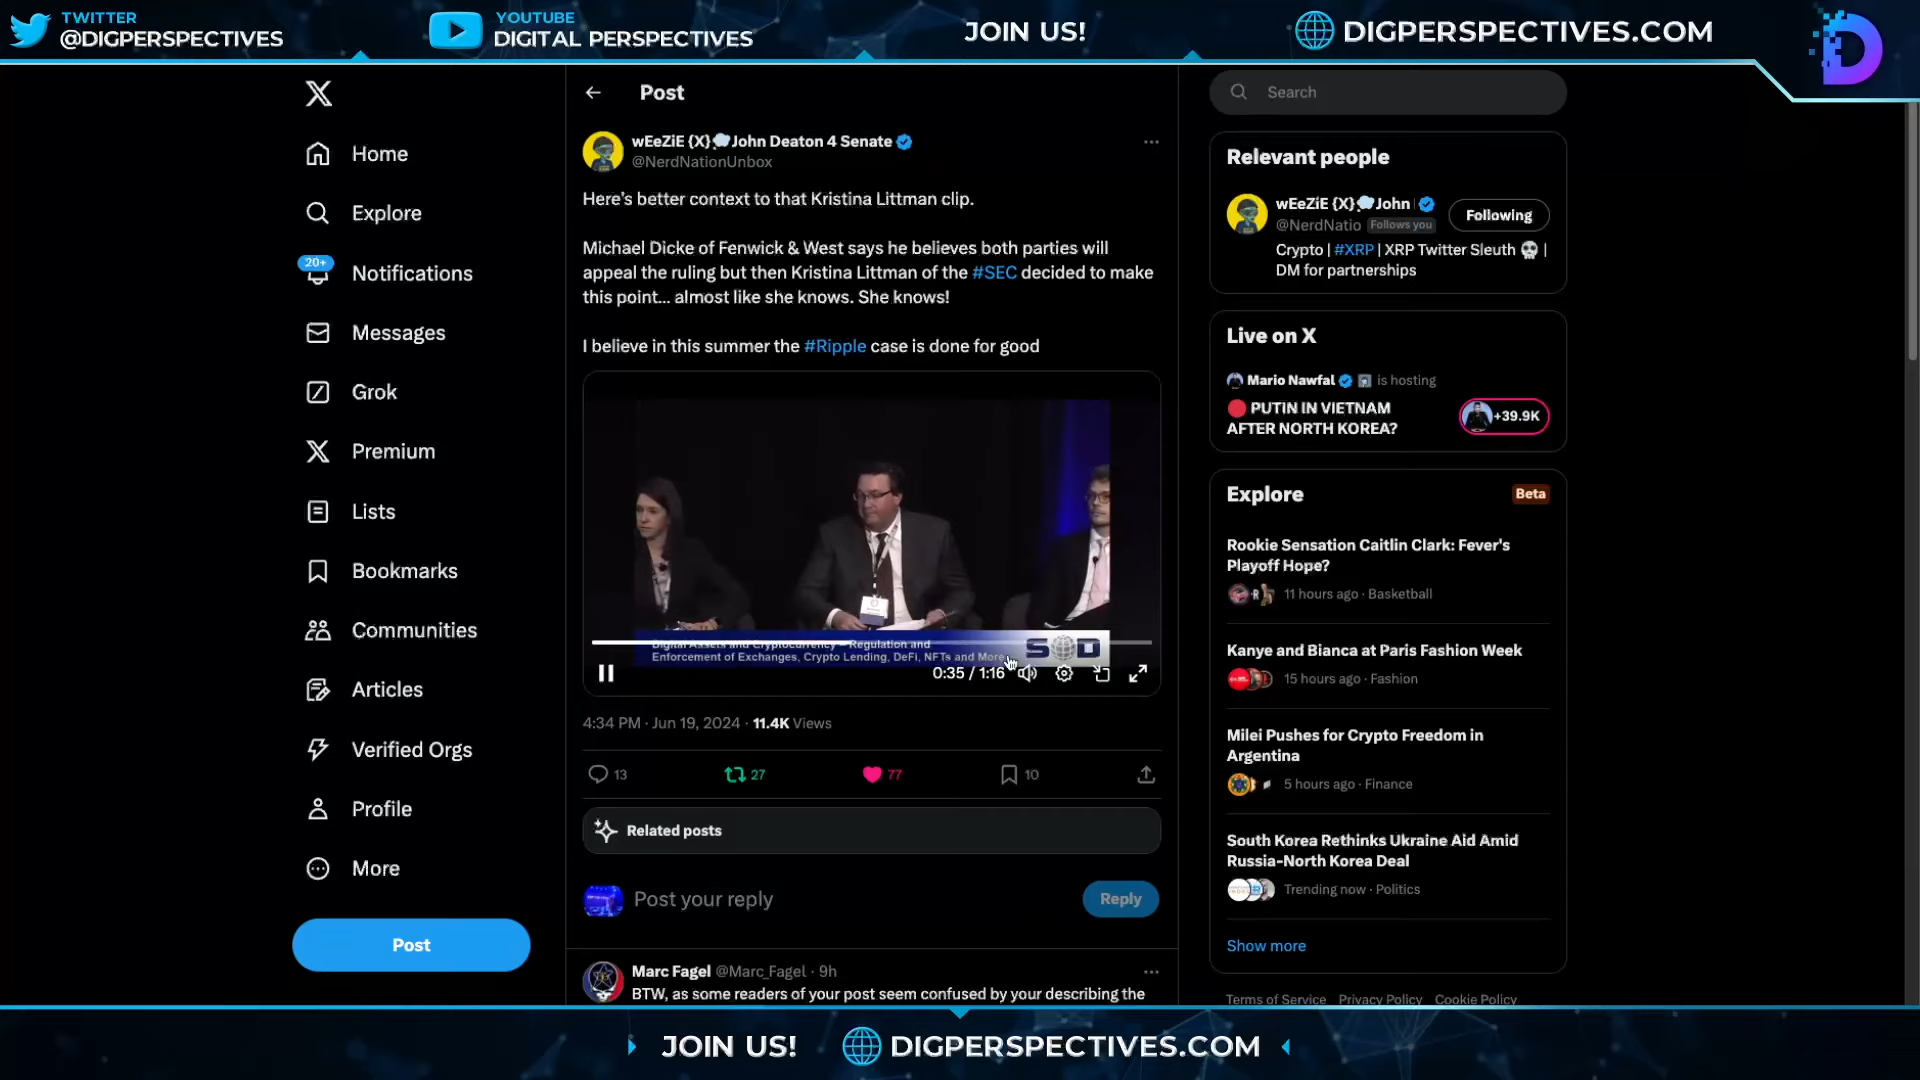 TWITTER
@DIGPERSPECTIVES
YOUTUBE
DIGITAL PERSPECTIVES
JOIN US!
DIGPERSPECTIVES.COM
Home
Explore
20+
Notifications
Messages
Grok
Premium
Lists
Bookmarks
Communities
Articles
Verified Orgs
Profile
More
Post
Post
wEeZiE {X} John Deaton 4 Senate
@NerdNationUnbox
Here's better context to that Kristina Littman clip.
Michael Dicke of Fenwick & West says he believes both parties will
appeal the ruling but then Kristina Littman of the #SEC decided to make
this point... almost like she knows. She knows!
I believe in this summer the #Ripple case is done for good
Digital Assets and Cryptocurrency – Regulation and
Enforcement of Exchanges, Crypto Lending, DeFi, NFTs and More
0:35 / 1:16
4:34 PM · Jun 19, 2024 · 11.4K Views
13
27
77
10
Related posts
Post your reply
Reply
Marc Fagel @Marc_Fagel · 9h
BTW, as some readers of your post seem confused by your describing the
Search
Relevant people
wEeZiE {X} John
@NerdNatio Follows you
Following
Crypto | #XRP | XRP Twitter Sleuth |
DM for partnerships
Live on X
Mario Nawfal is hosting
PUTIN IN VIETNAM
AFTER NORTH KOREA?
+39.9K
Explore
Beta
Rookie Sensation Caitlin Clark: Fever's
Playoff Hope?
11 hours ago · Basketball
Kanye and Bianca at Paris Fashion Week
15 hours ago · Fashion
Milei Pushes for Crypto Freedom in
Argentina
5 hours ago · Finance
South Korea Rethinks Ukraine Aid Amid
Russia-North Korea Deal
Trending now · Politics
Show more
Terms of Service Privacy Policy Cookie Policy
JOIN US!
DIGPERSPECTIVES.COM